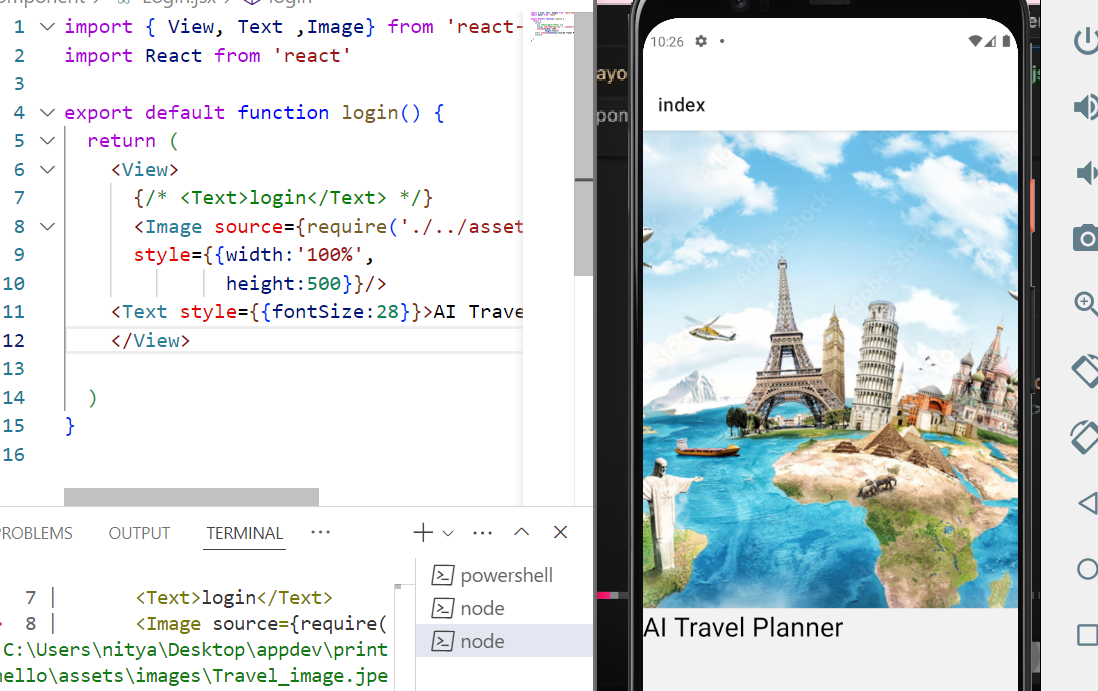 Login.jsx
login
1 import { View, Text ,Image} from 'react-
2 import React from 'react'
3
4 export default function login() {
5 return (
6 <View>
7 {/* <Text>login</Text> */}
8 <Image source={require('./../asset
9 style={{width:'100%',
10 height:500}}/>
11 <Text style={{fontSize:28}}>AI Trave
12 </View>
13
14 )
15 }
16
PROBLEMS OUTPUT TERMINAL ...
7 | <Text>login</Text>
8 | <Image source={require(
C:\Users\nitya\Desktop\appdev\print
hello\assets\images\Travel_image.jpe
powershell
node
node
ayo
pon
js
10:26
index
Adobe Stock
AI Travel Planner